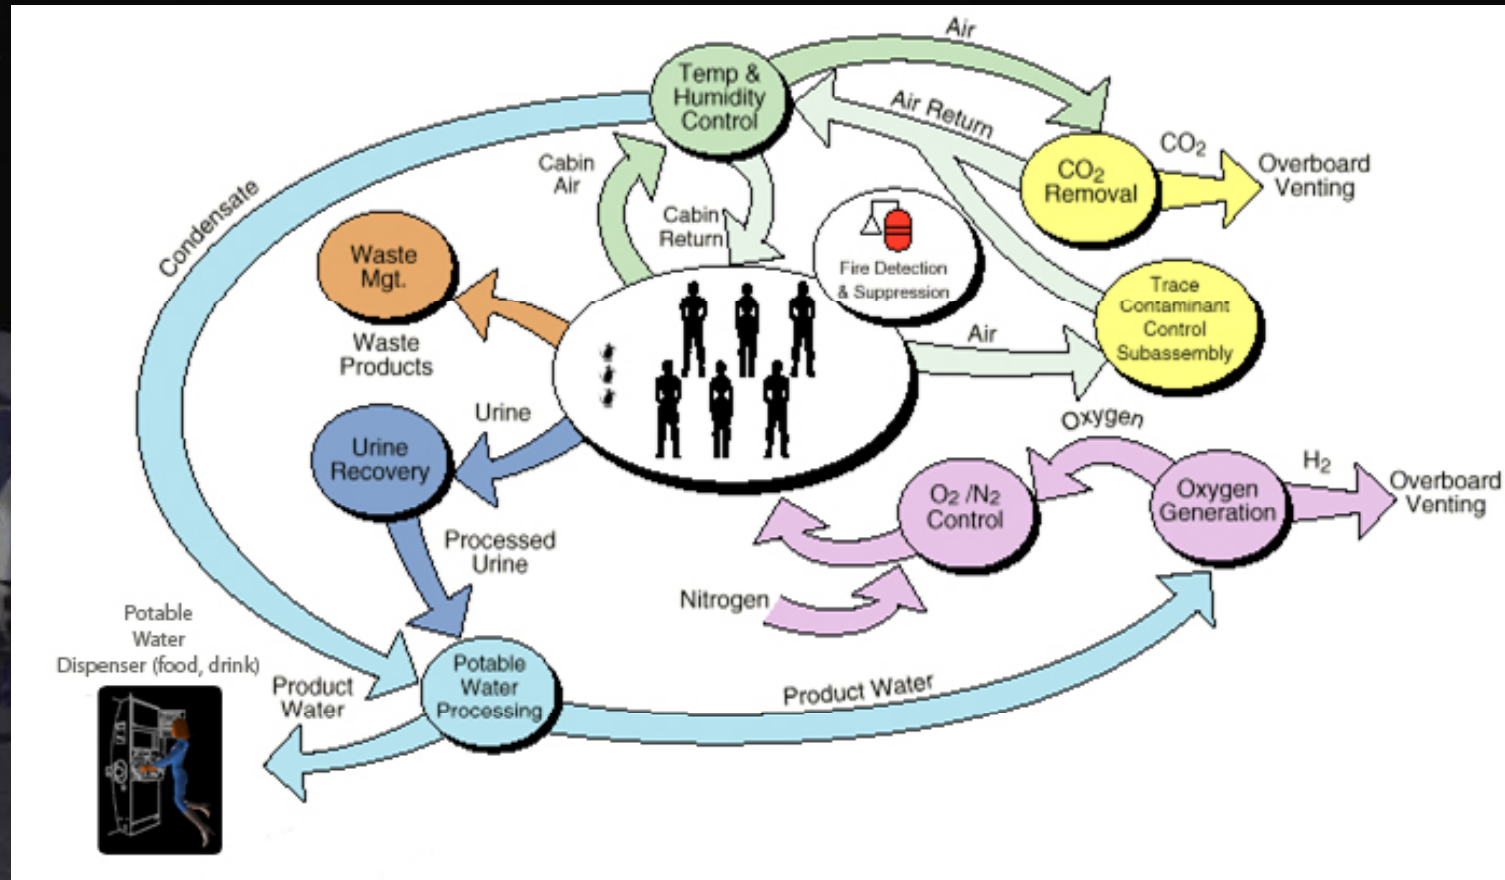 Air
Temp &
Humidity
Control
Air Return
CO2
CO2
Removal
Overboard
Venting
Cabin
Air
Cabin
Return
Condensate
Waste
Mgt.
Waste
Products
Fire Detection
& Suppression
Trace
Contaminant
Control
Subassembly
Air
Urine
Urine
Recovery
Oxygen
O2 /N2
Control
Oxygen
Generation
H2
Overboard
Venting
Processed
Urine
Nitrogen
Potable
Water
Dispenser (food, drink)
Product
Water
Potable
Water
Processing
Product Water